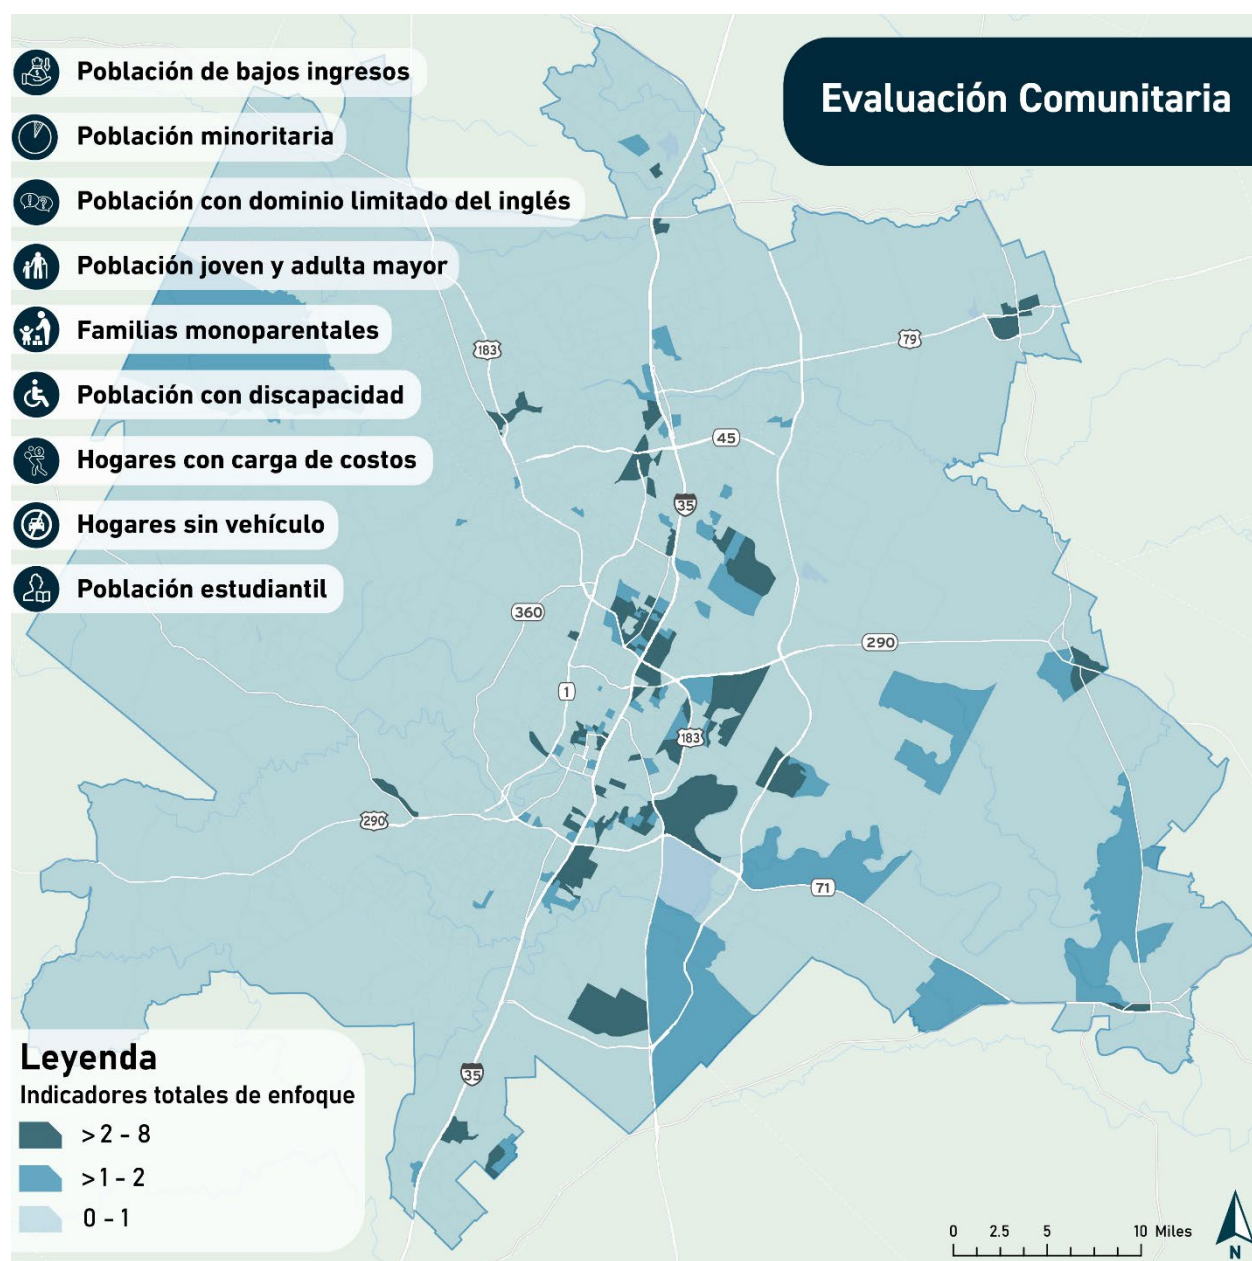 Evaluación Comunitaria
Población de bajos ingresos
Población minoritaria
Población con dominio limitado del inglés
Población joven y adulta mayor
Familias monoparentales
Población con discapacidad
Hogares con carga de costos
Hogares sin vehículo
Población estudiantil
183
79
45
35
360
290
1
183
290
71
35
Leyenda
Indicadores totales de enfoque
>2 - 8
>1 - 2
0 - 1
0 2.5 5 10 Miles
N